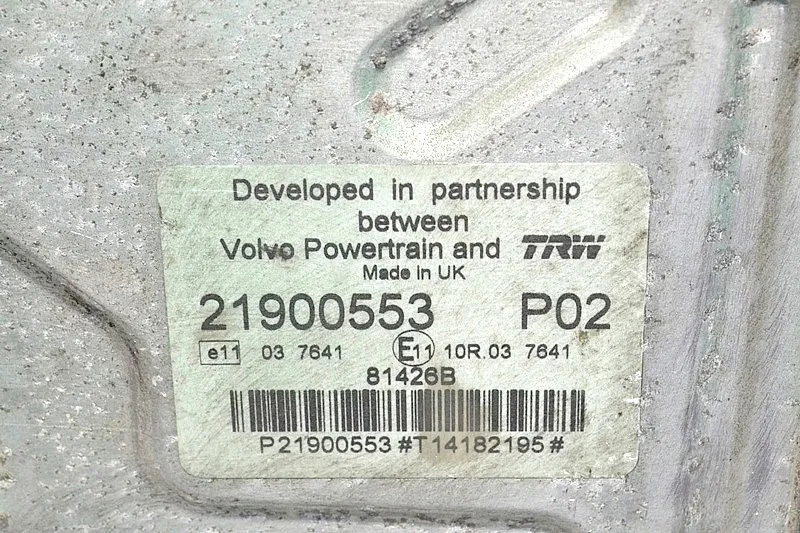 Developed in partnership
between
Volvo Powertrain and TRW
Made in UK
21900553 P02
e11 03 7641 E11 10R.03 7641
81426B
P21900553#T14182195#